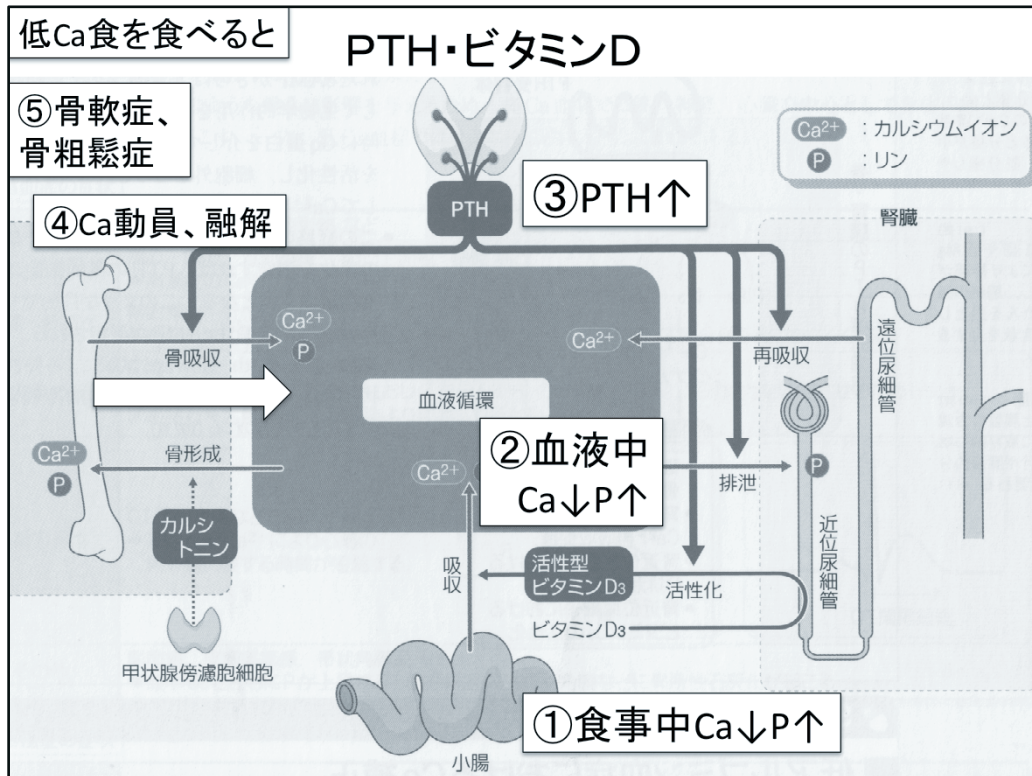 低Ca食を食べると
PTH・ビタミンD
⑤骨軟症、
骨粗鬆症
Ca²⁺：カルシウムイオン
P：リン
③PTH↑
PTH
④Ca動員、融解
腎臓
Ca²⁺
P
Ca²⁺
骨吸収
再吸収
遠位尿細管
血液循環
②血液中
Ca↓P↑
Ca²⁺
Ca²⁺
P
骨形成
P
排泄
カルシ
トニン
吸収
活性型
ビタミンD₃
活性化
近位尿細管
ビタミンD₃
甲状腺傍濾胞細胞
①食事中Ca↓P↑
小腸